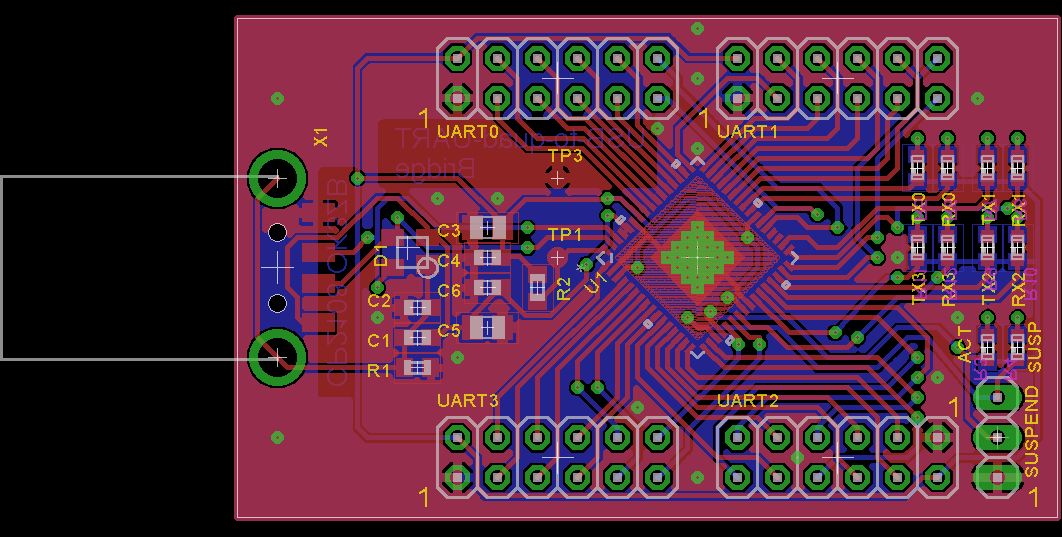 X1
1
UART0
1
UART1
USB to quad-UART
Bridge
TP3
TX0
RX0
TX1
RX1
C3
TP1
D1
C4
C6
R2
U1
TX3
RX3
TX2
RX2
C2
C5
C1
R1
ACT
SUSP
UART3
UART2
1
SUSPEND
1
1